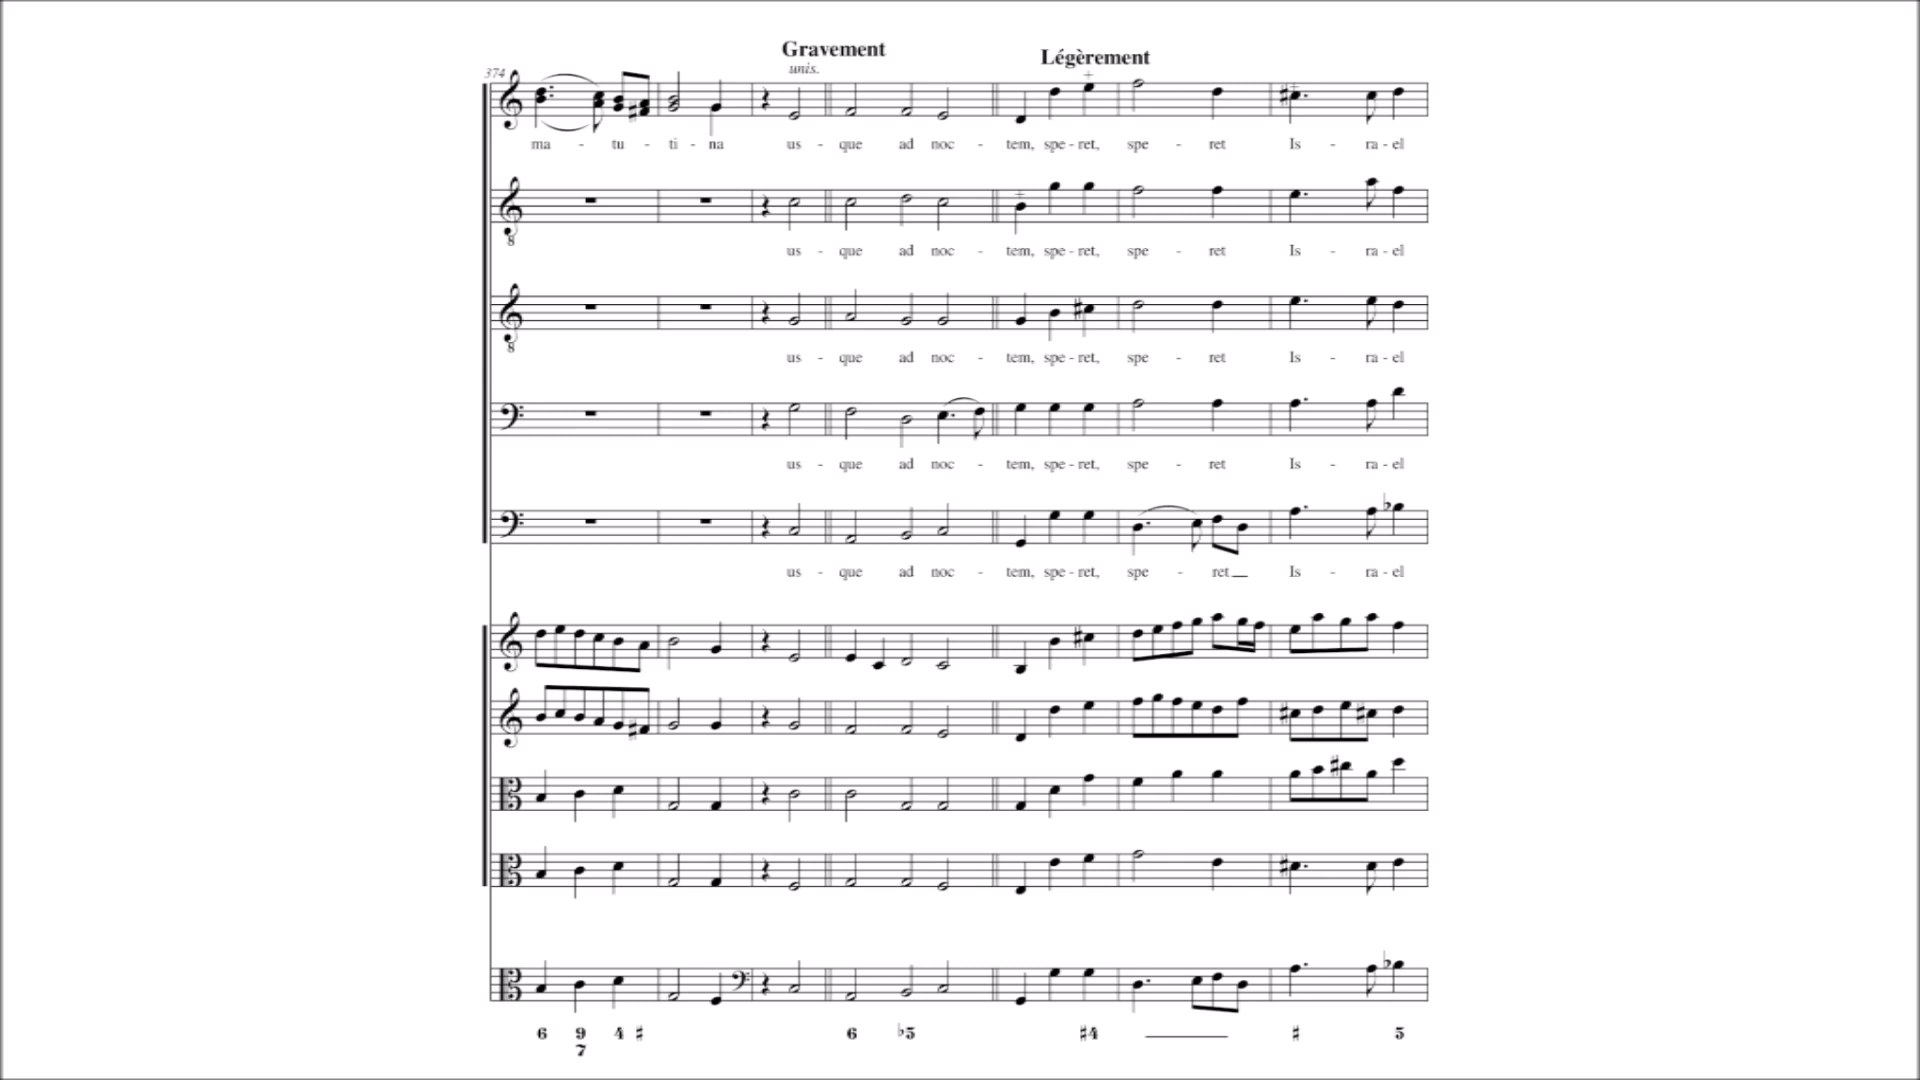 Gravement
Légèrement
374
unis.
ma - tu - ti - na us - que ad noc - tem, spe - ret, spe - ret Is - ra - el
8
us - que ad noc - tem, spe - ret, spe - ret Is - ra - el
8
us - que ad noc - tem, spe - ret, spe - ret Is - ra - el
us - que ad noc - tem, spe - ret, spe - ret Is - ra - el
us - que ad noc - tem, spe - ret, spe - ret Is - ra - el
6 9 4 ♯ 6 ♭5 ♯4 ♯ 5
7